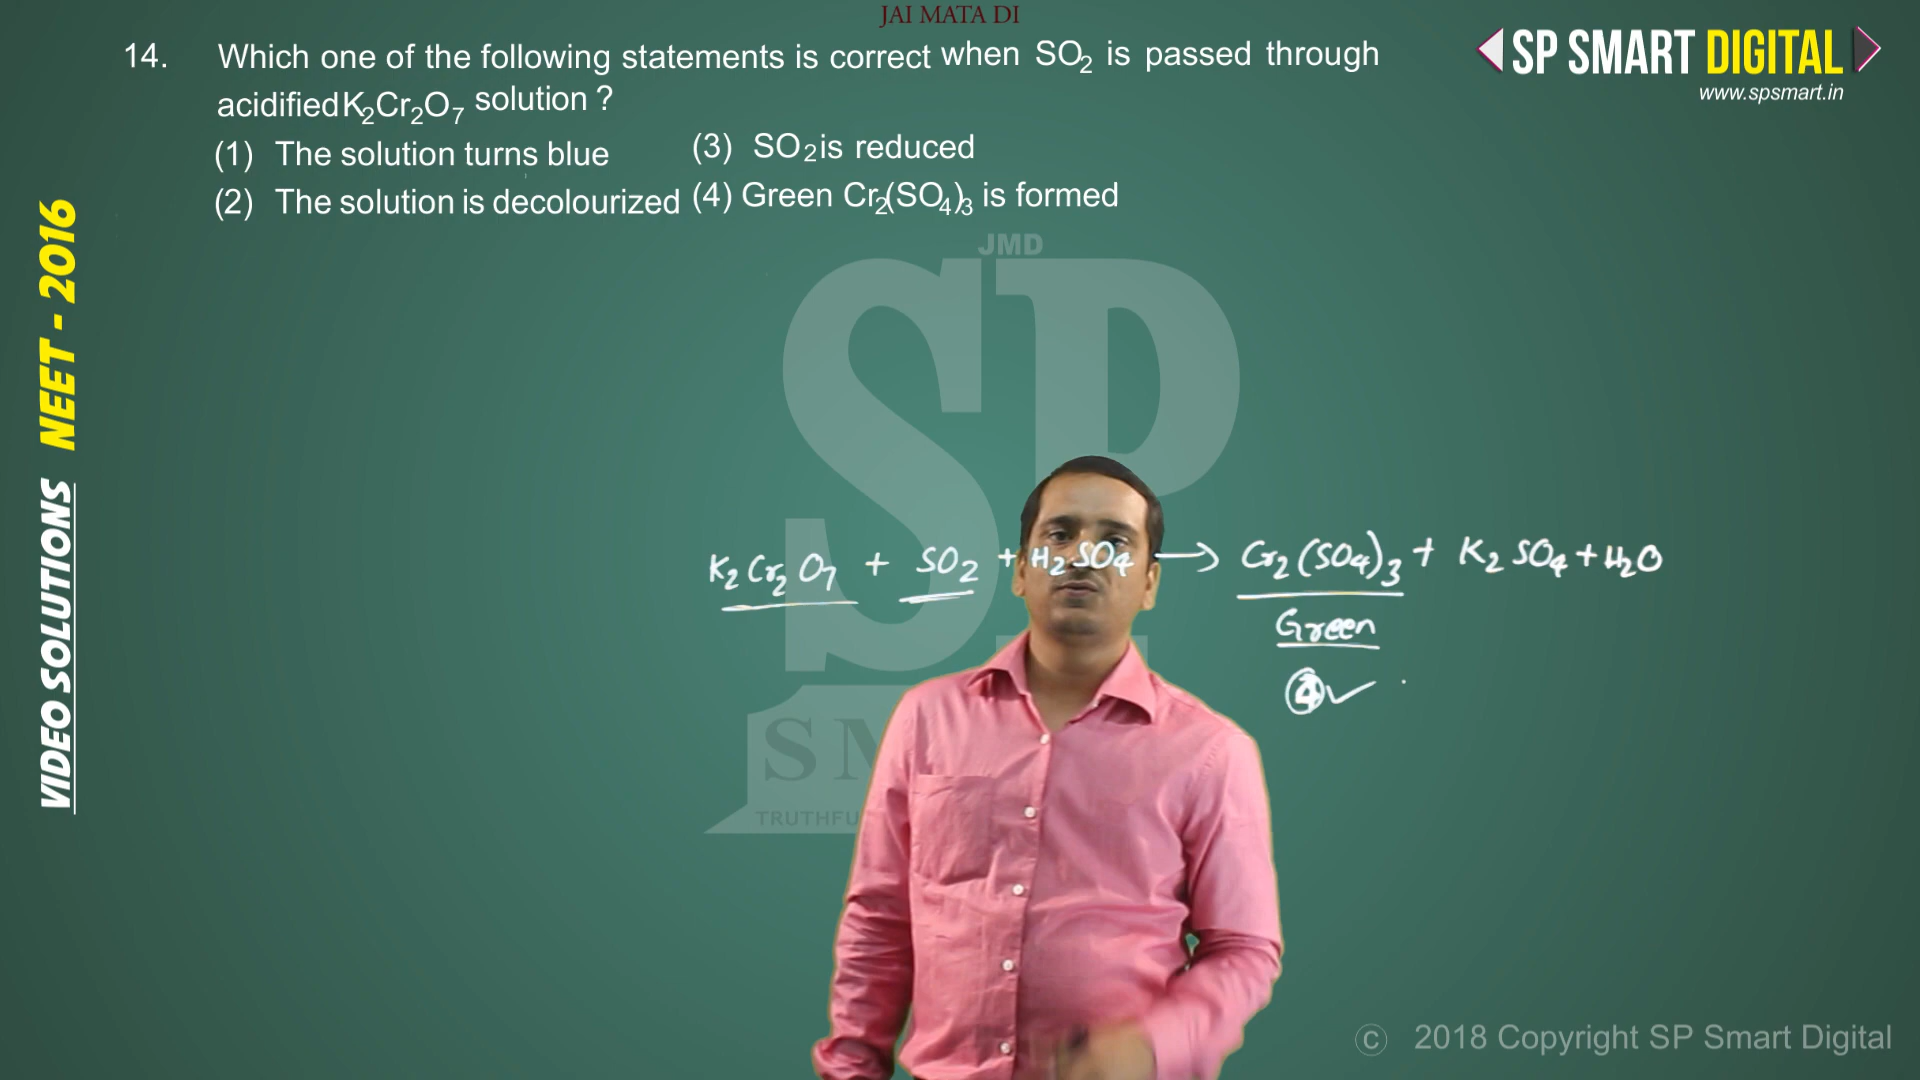 JAI MATA DI
14. Which one of the following statements is correct when SO₂ is passed through
acidified K₂Cr₂O₇ solution ?
(1) The solution turns blue (3) SO₂ is reduced
(2) The solution is decolourized (4) Green Cr₂(SO₄)₃ is formed
SP SMART DIGITAL
www.spsmart.in
VIDEO SOLUTIONS NEET - 2016
JMD
SP
K₂Cr₂O₇ + SO₂ + H₂SO₄ → Cr₂(SO₄)₃ + K₂SO₄ + H₂O
Green
④✓
© 2018 Copyright SP Smart Digital